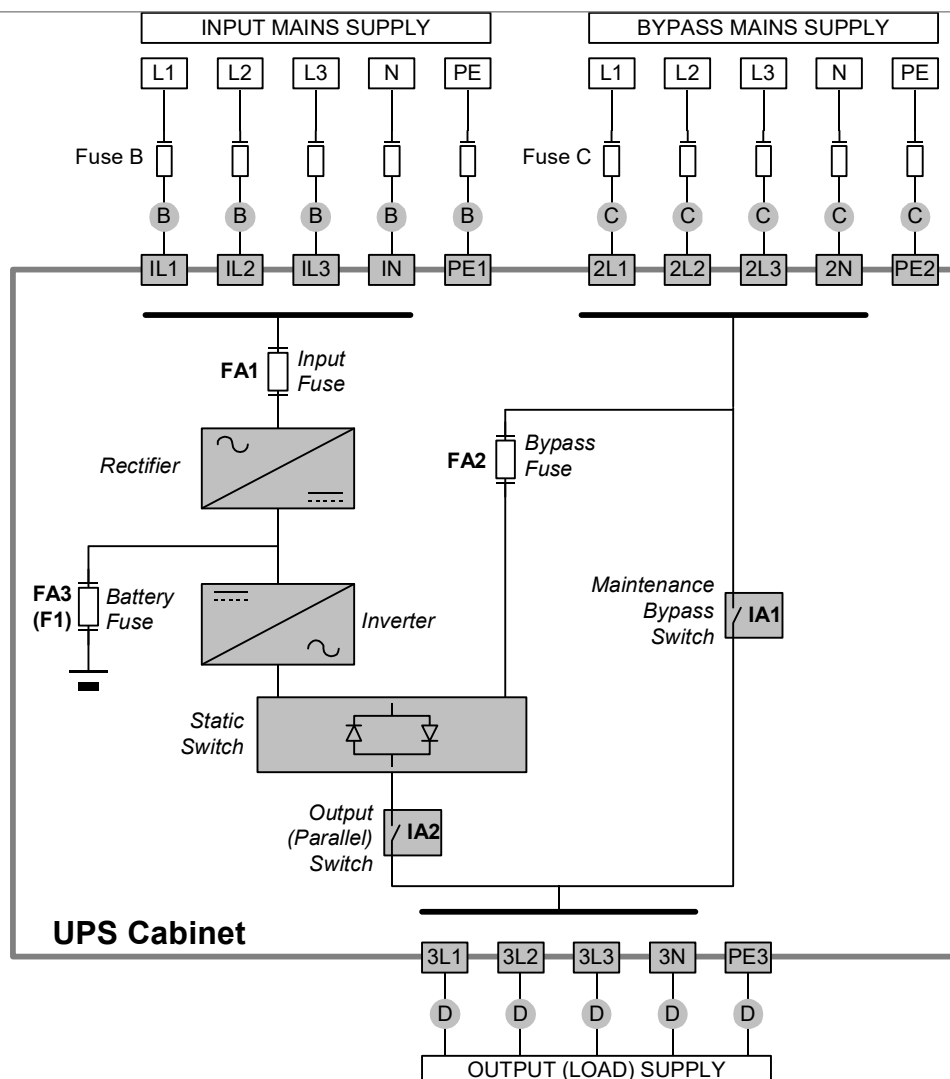 INPUT MAINS SUPPLY
BYPASS MAINS SUPPLY
L1 L2 L3 N PE
L1 L2 L3 N PE
Fuse B
Fuse C
B B B B B
C C C C C
IL1 IL2 IL3 IN PE1
2L1 2L2 2L3 2N PE2
FA1
Input
Fuse
Rectifier
FA2
Bypass
Fuse
FA3
(F1)
Battery
Fuse
Inverter
Maintenance
Bypass
Switch
IA1
Static
Switch
Output
(Parallel)
Switch
IA2
UPS Cabinet
3L1 3L2 3L3 3N PE3
D D D D D
OUTPUT (LOAD) SUPPLY